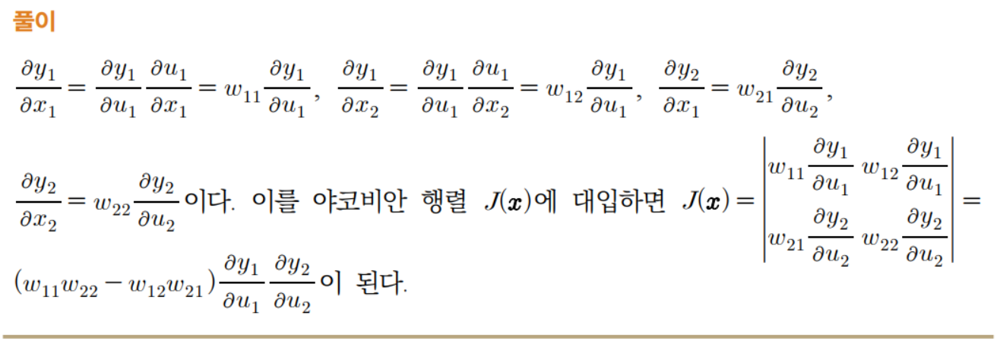 풀이
$\frac{\partial y_1}{\partial x_1} = \frac{\partial y_1}{\partial u_1}\frac{\partial u_1}{\partial x_1} = w_{11}\frac{\partial y_1}{\partial u_1},\ \frac{\partial y_1}{\partial x_2} = \frac{\partial y_1}{\partial u_1}\frac{\partial u_1}{\partial x_2} = w_{12}\frac{\partial y_1}{\partial u_1},\ \frac{\partial y_2}{\partial x_1} = w_{21}\frac{\partial y_2}{\partial u_2},$
$\frac{\partial y_2}{\partial x_2} = w_{22}\frac{\partial y_2}{\partial u_2}$이다. 이를 야코비안 행렬 $J(\boldsymbol{x})$에 대입하면 $J(\boldsymbol{x}) = \begin{vmatrix} w_{11}\frac{\partial y_1}{\partial u_1} & w_{12}\frac{\partial y_1}{\partial u_1} \\ w_{21}\frac{\partial y_2}{\partial u_2} & w_{22}\frac{\partial y_2}{\partial u_2} \end{vmatrix} =$
$(w_{11}w_{22} - w_{12}w_{21})\frac{\partial y_1}{\partial u_1}\frac{\partial y_2}{\partial u_2}$이 된다.